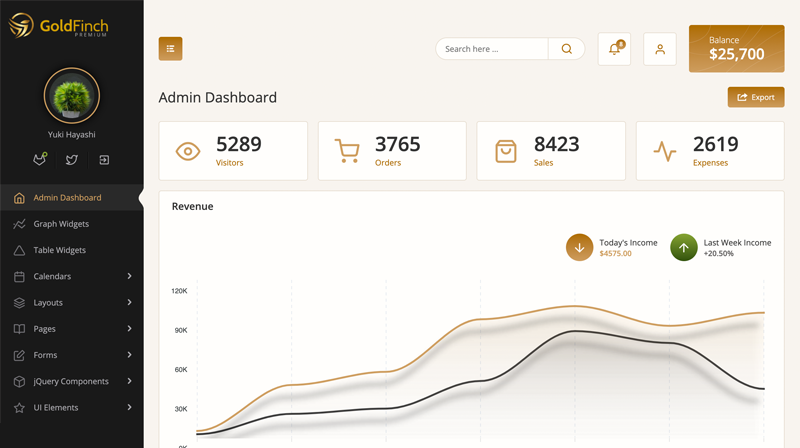 GoldFinch
PREMIUM
Yuki Hayashi
Admin Dashboard
Graph Widgets
Table Widgets
Calendars
Layouts
Pages
Forms
jQuery Components
UI Elements
Search here ...
8
Balance
$25,700
Admin Dashboard
Export
5289
Visitors
3765
Orders
8423
Sales
2619
Expenses
Revenue
Today's Income
$4575.00
Last Week Income
+20.50%
120K
90K
60K
30K
0K